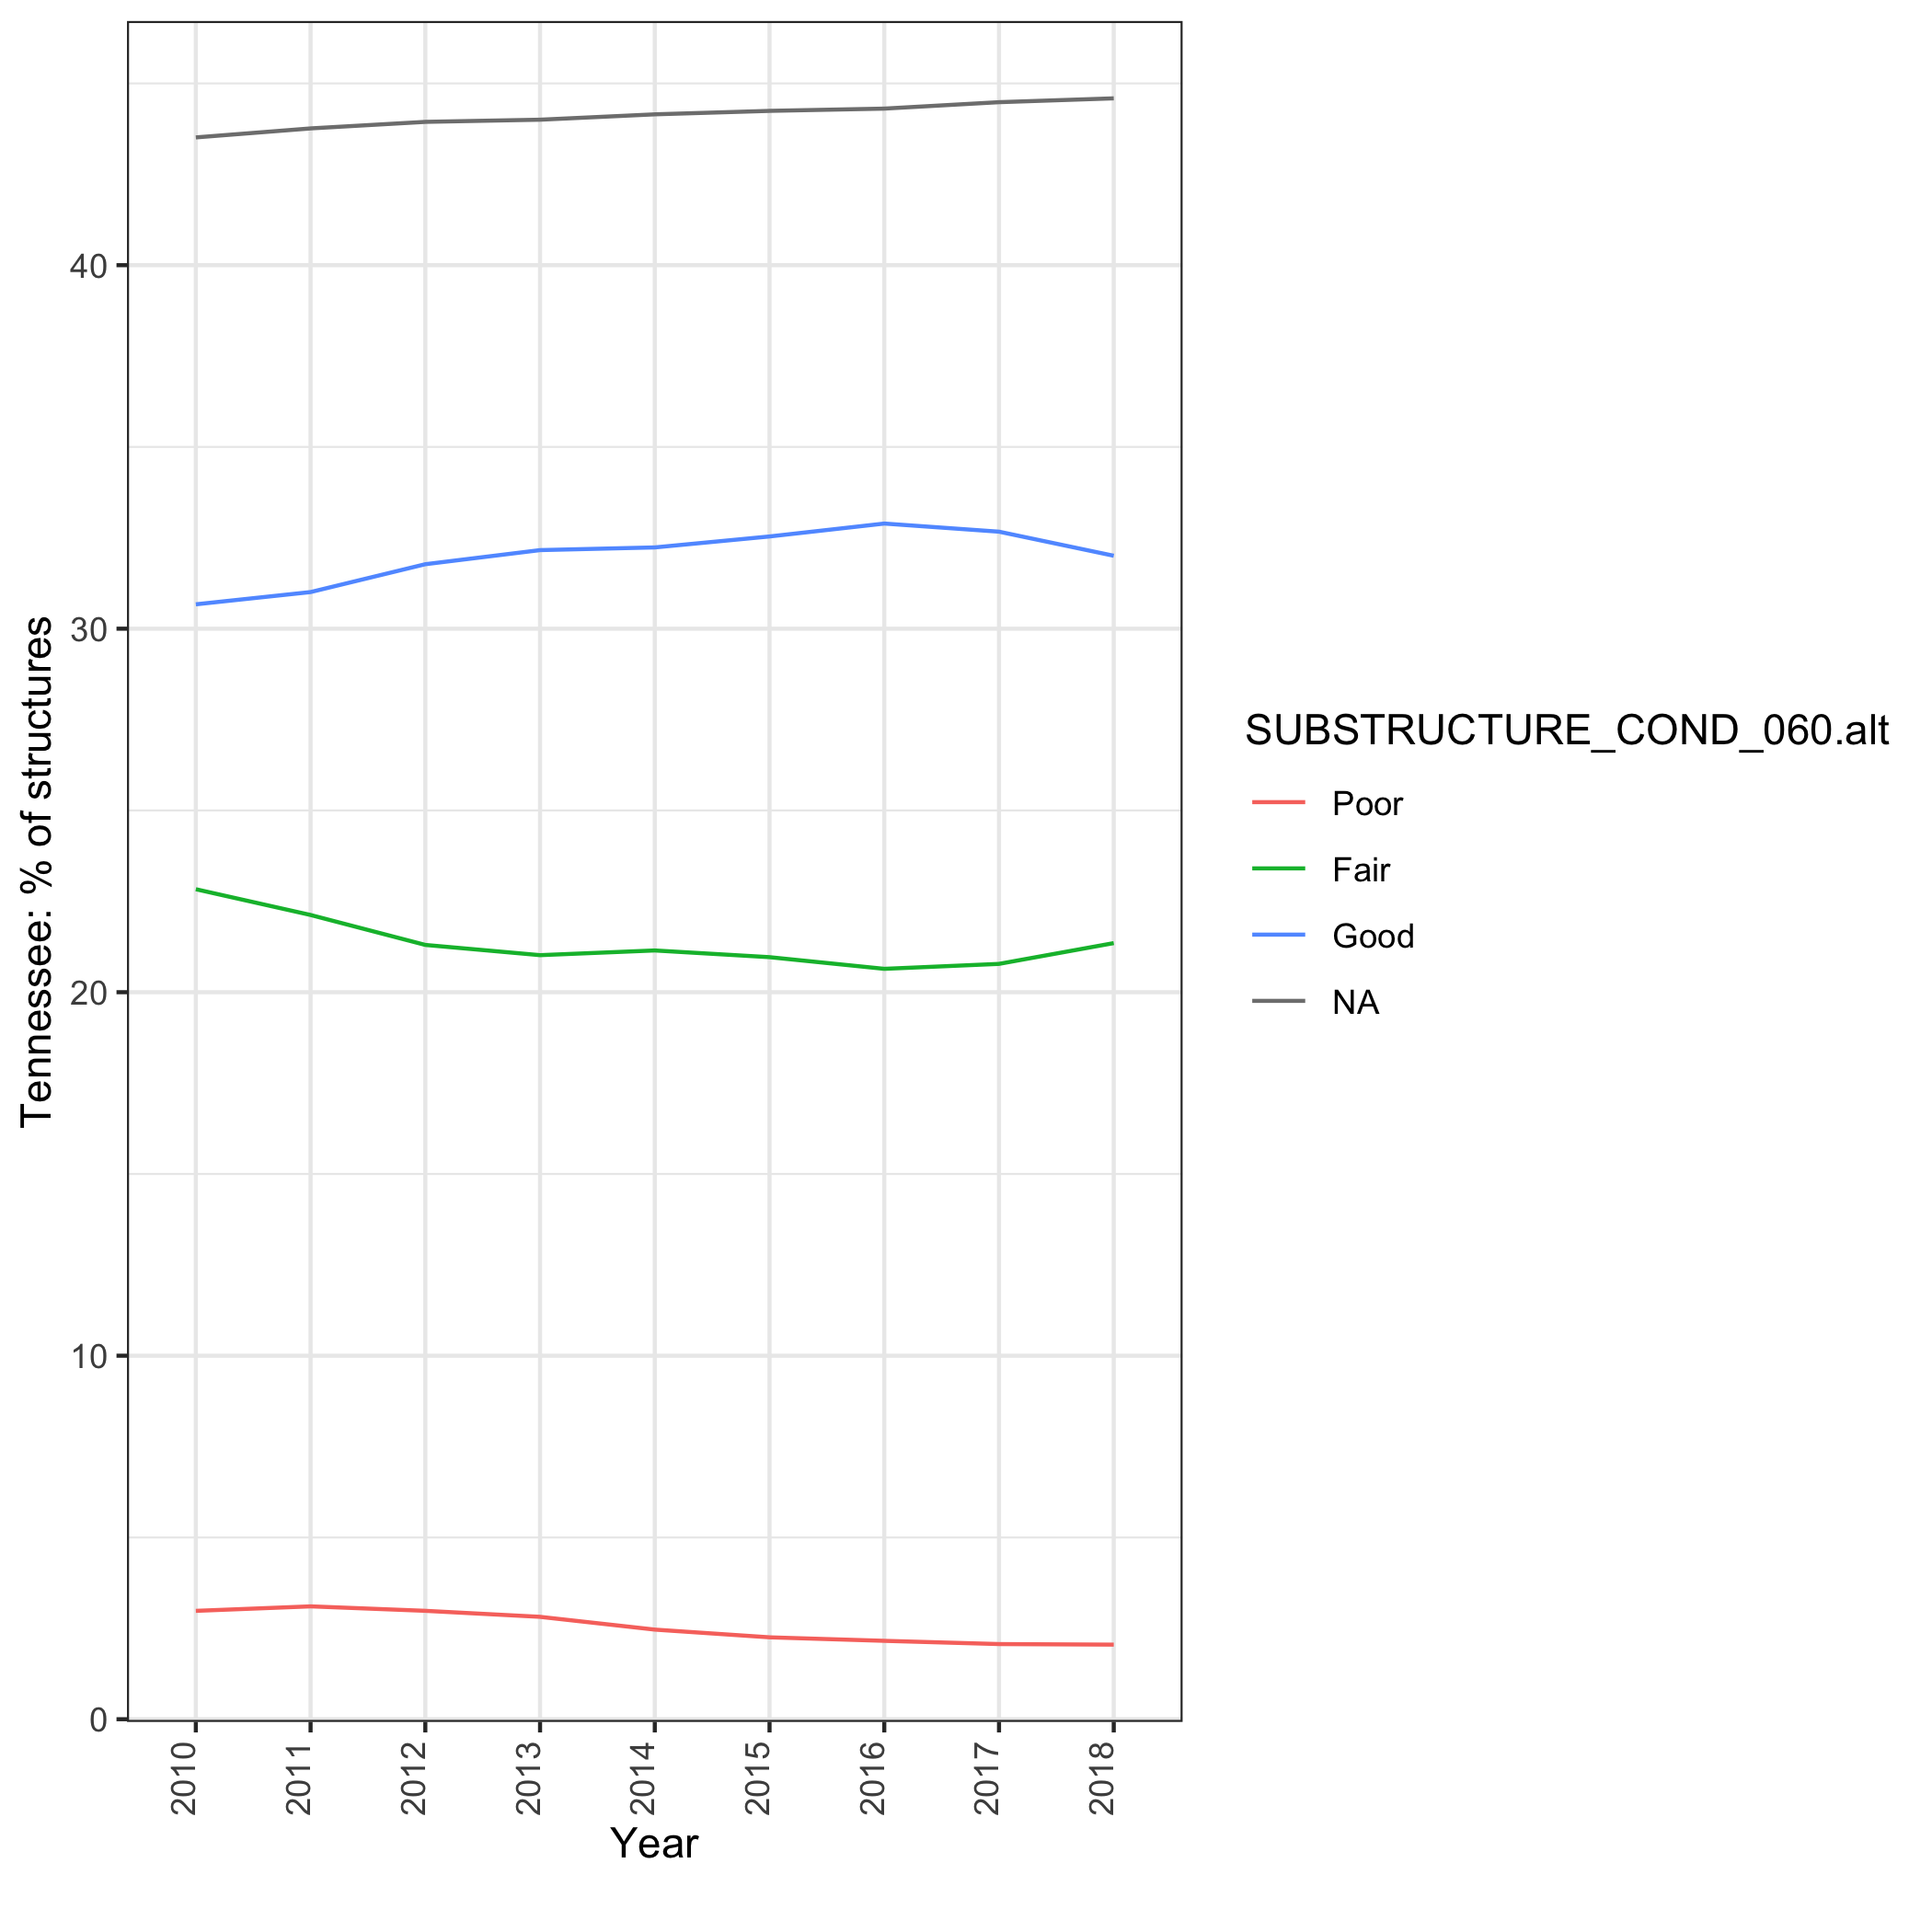 Tennessee: % of structures
40
30
20
10
0
2010
2011
2012
2013
2014
2015
2016
2017
2018
Year
SUBSTRUCTURE_COND_060.alt
Poor
Fair
Good
NA